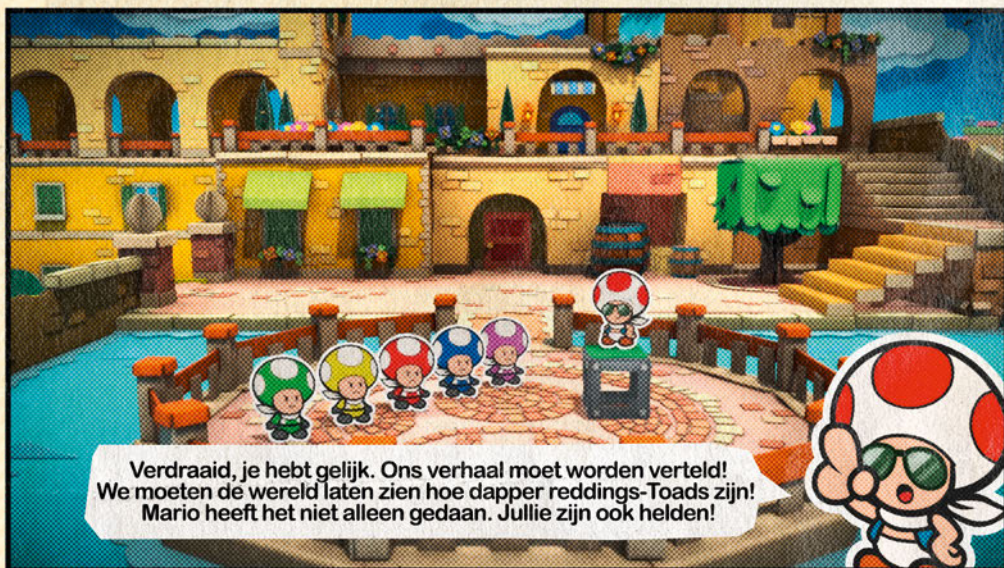 Verdraaid, je hebt gelijk. Ons verhaal moet worden verteld!
We moeten de wereld laten zien hoe dapper reddings-Toads zijn!
Mario heeft het niet alleen gedaan. Jullie zijn ook helden!